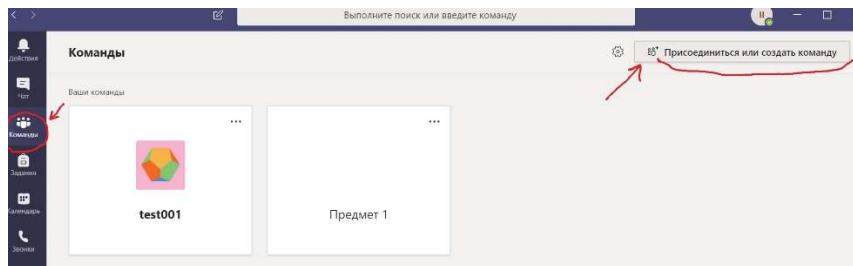 Выполните поиск или введите команду
II
Действия
Команды
Присоединиться или создать команду
Чат
Ваши команды
Команды
Задания
test001
Предмет 1
Календарь
Звонки